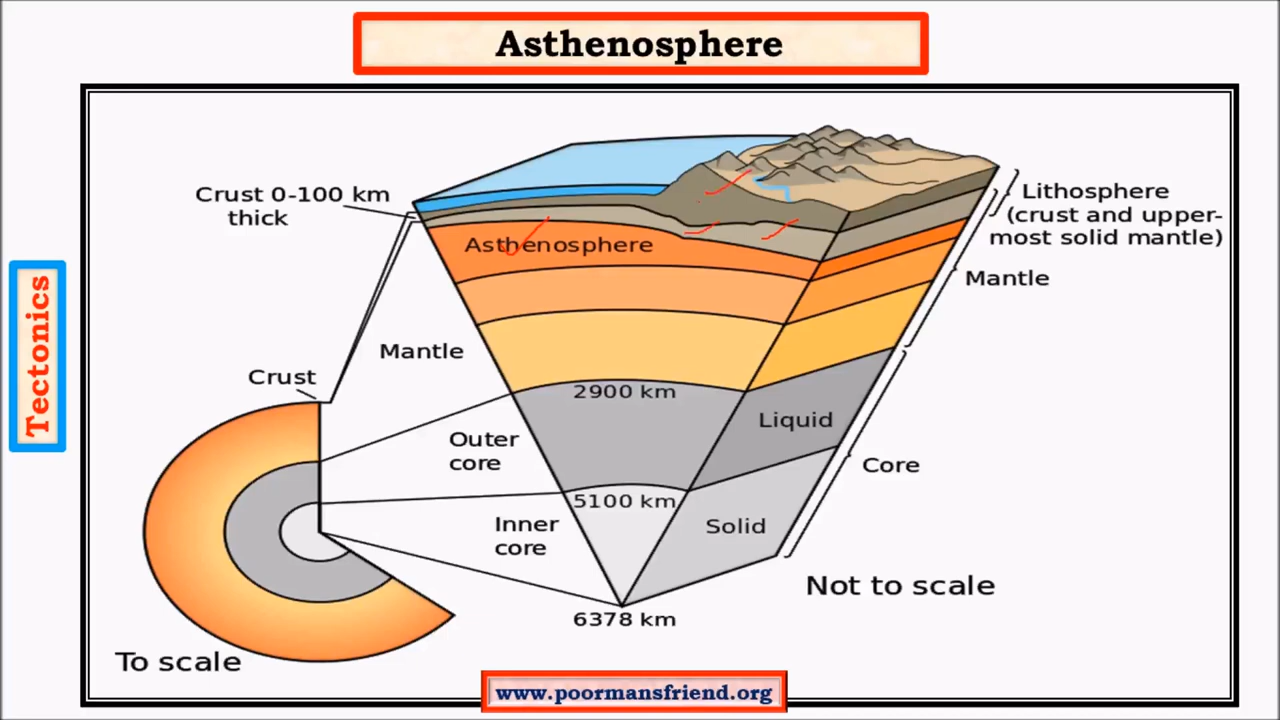 Asthenosphere
Tectonics
Crust 0-100 km
thick
Asthenosphere
Lithosphere
(crust and upper-
most solid mantle)
Mantle
Mantle
Crust
2900 km
Liquid
Outer
core
Core
5100 km
Inner
core
Solid
Not to scale
6378 km
To scale
www.poormansfriend.org